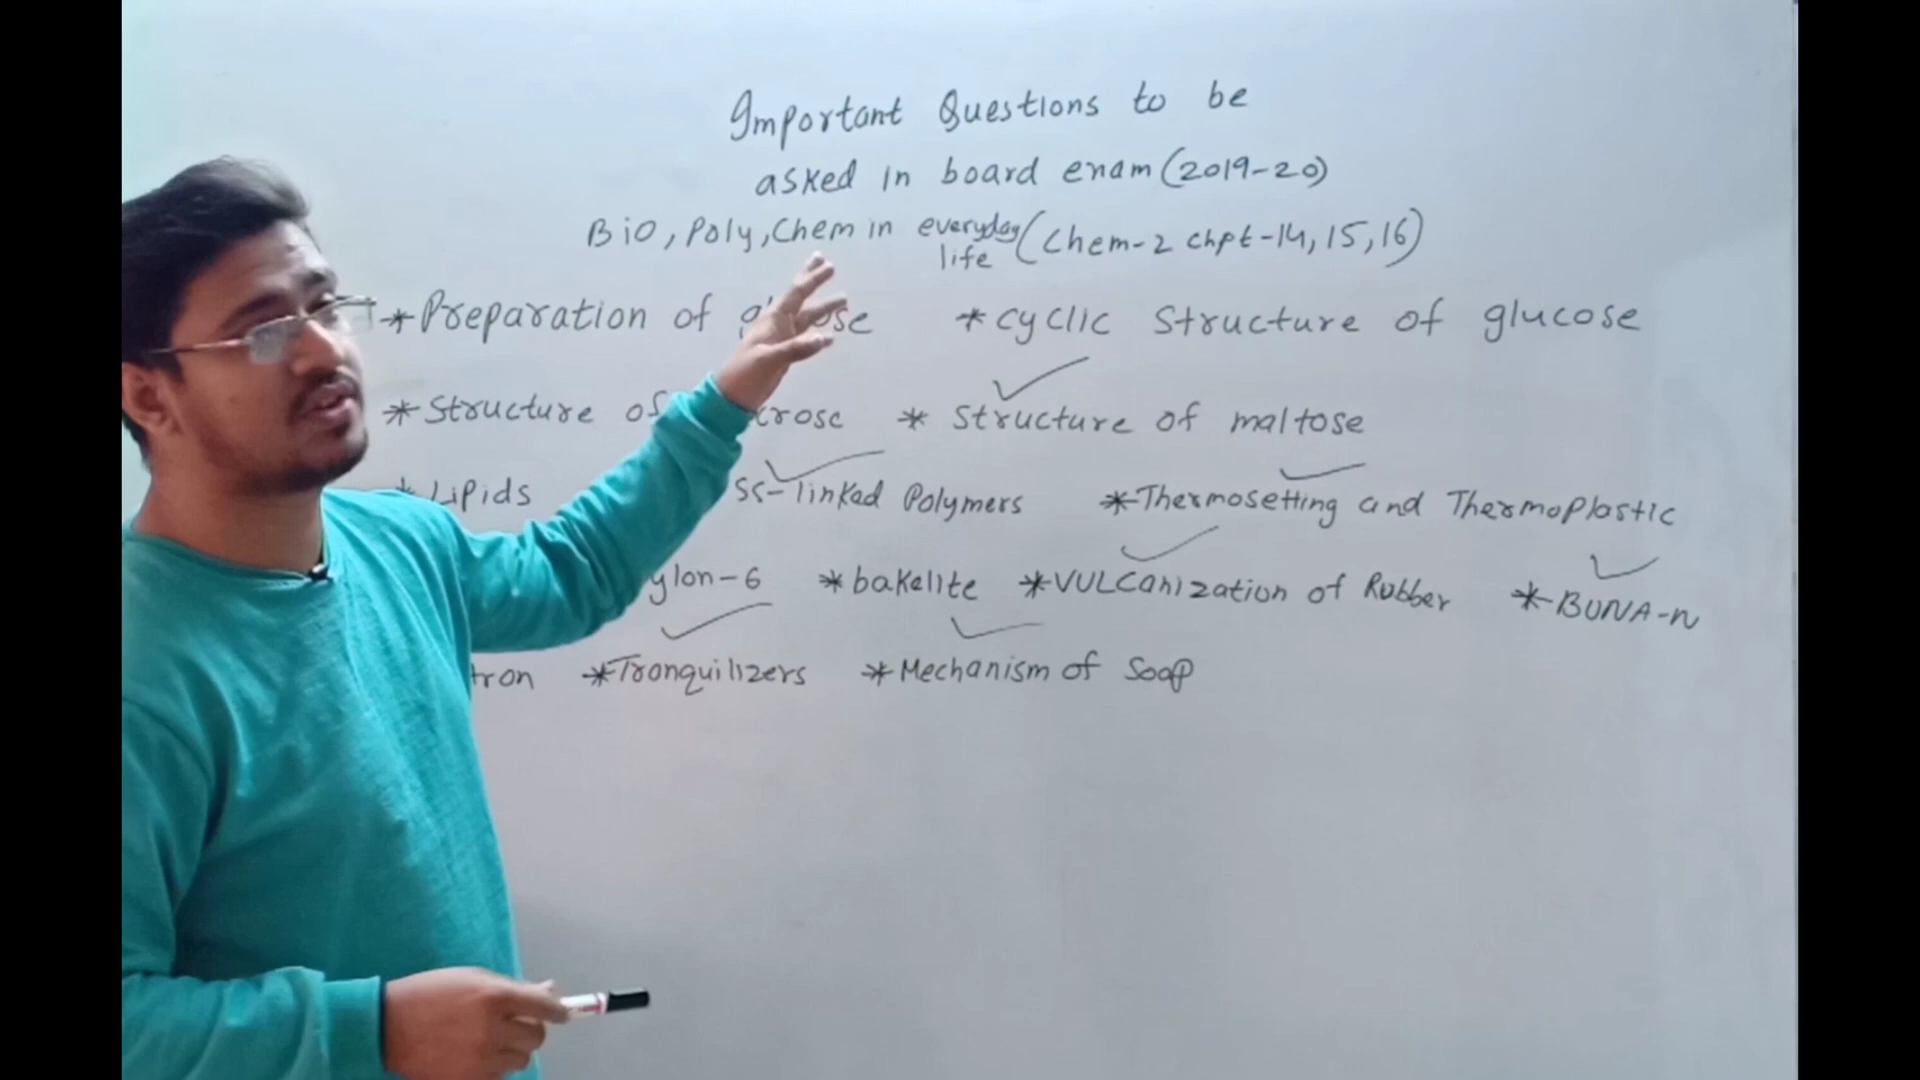 Important Questions to be
asked in board exam (2019-20)
BiO, Poly, Chem in everyday life (Chem-2 chpt-14, 15, 16)
*Preparation of *cyclic Structure of glucose
*Structure of * Structure of maltose
* Lipids linked Polymers *Thermosetting and Thermoplastic
ylon-6 *bakelite *VULCanization of Rubber *BUNA-N
tron *Tranquilizers *Mechanism of Soap